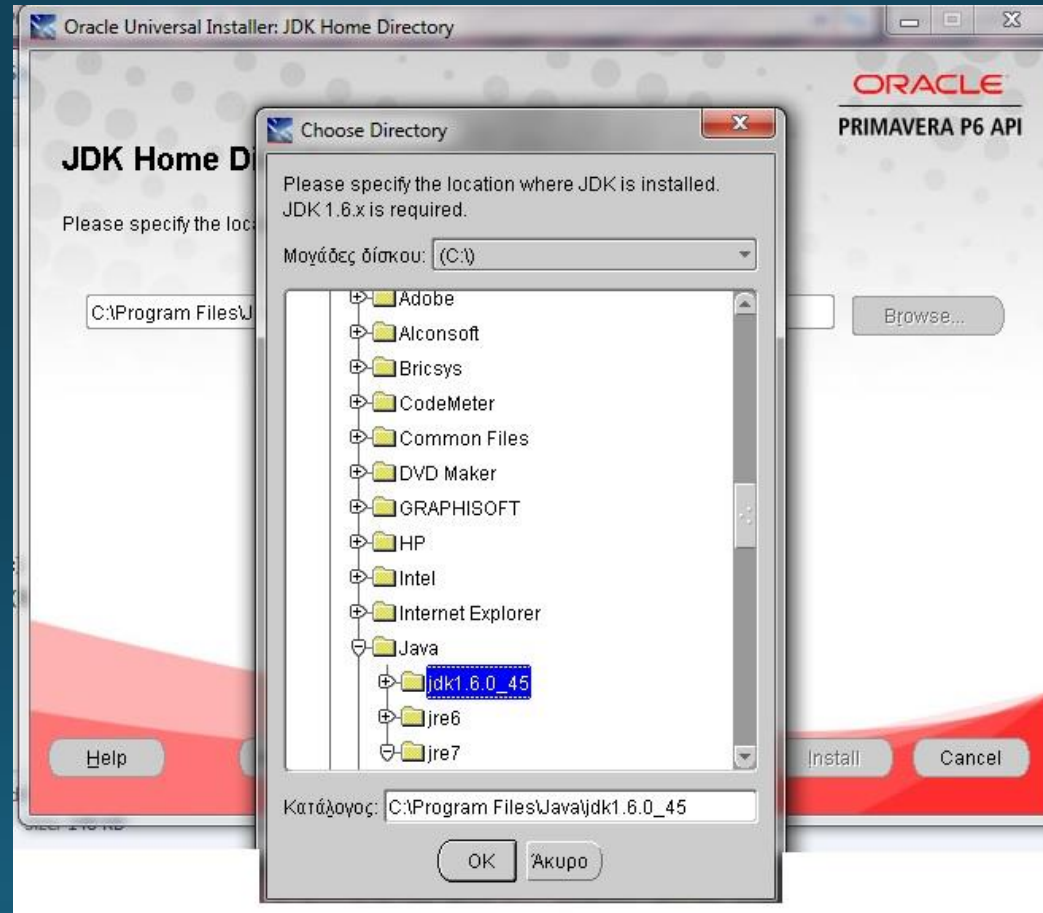 Oracle Universal Installer: JDK Home Directory
ORACLE
PRIMAVERA P6 API
JDK Home Di
Please specify the loc
C:\Program Files\J
Browse...
Choose Directory
Please specify the location where JDK is installed.
JDK 1.6.x is required.
Μονάδες δίσκου: (C:\)
Adobe
Alconsoft
Bricsys
CodeMeter
Common Files
DVD Maker
GRAPHISOFT
HP
Intel
Internet Explorer
Java
jdk1.6.0_45
jre6
jre7
Κατάλογος: C:\Program Files\Java\jdk1.6.0_45
OK Άκυρο
Help Install Cancel